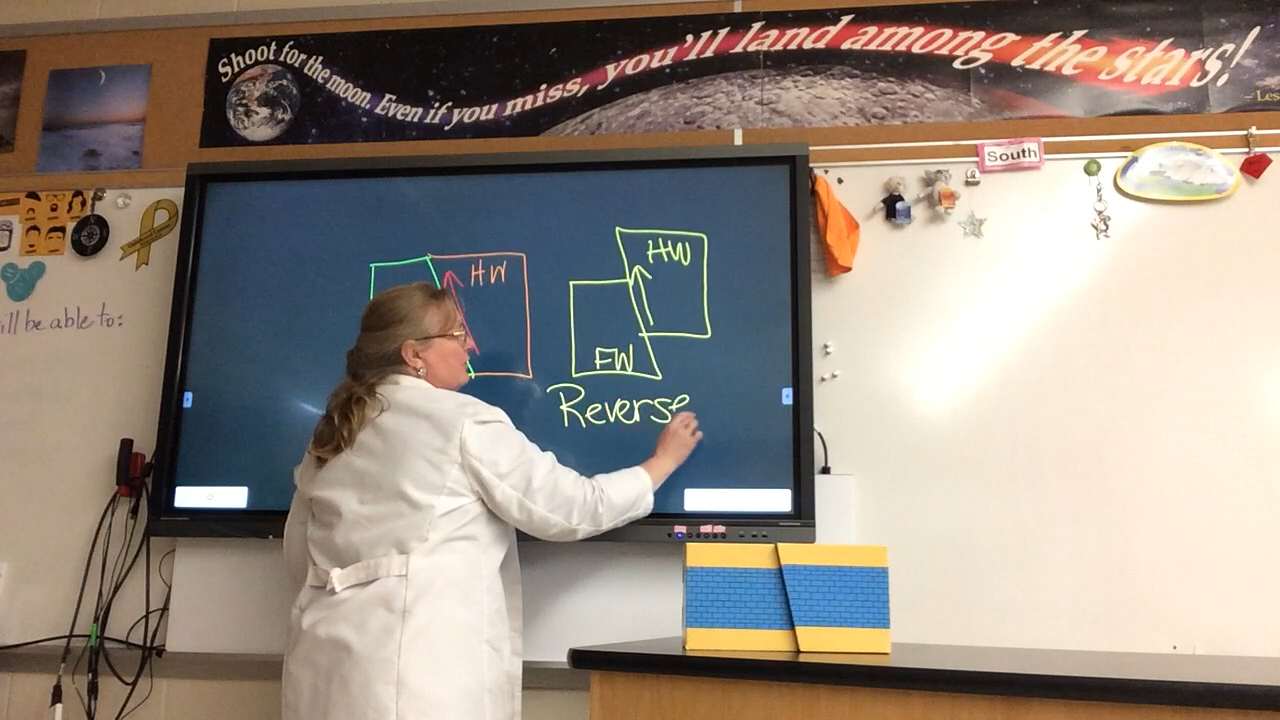 Shoot for the moon. Even if you miss, you'll land among the stars!
– Les
South
ill be able to:
HW
HW
FW
Reverse